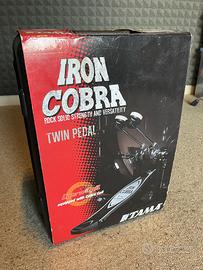 IRON
COBRA
ROCK SOLID STRENGTH AND VERSATILITY
TWIN PEDAL
TAMA